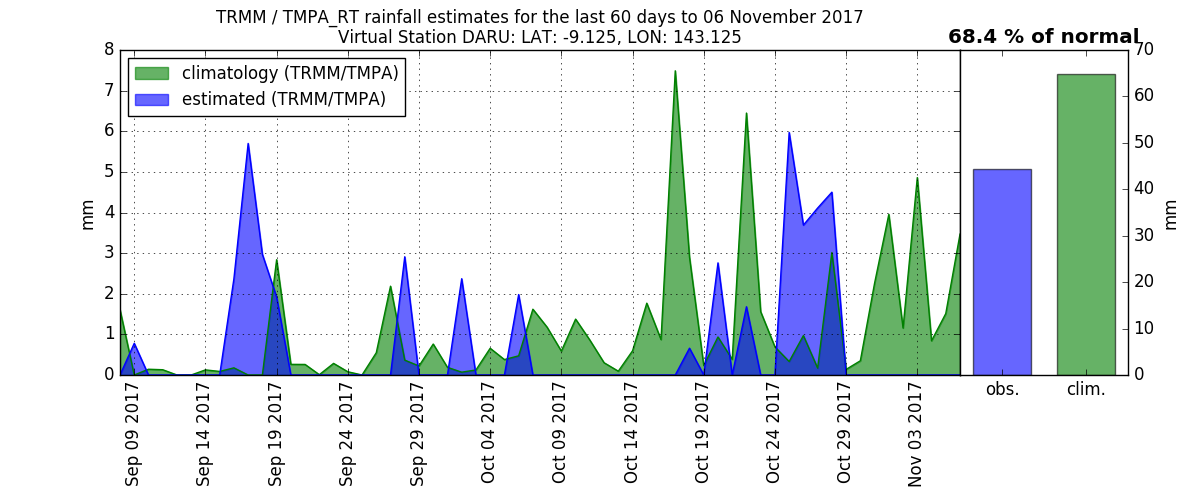 TRMM / TMPA_RT rainfall estimates for the last 60 days to 06 November 2017
Virtual Station DARU: LAT: -9.125, LON: 143.125
68.4 % of normal
climatology (TRMM/TMPA)
estimated (TRMM/TMPA)
8
7
6
5
4
3
2
1
0
mm
Sep 09 2017
Sep 14 2017
Sep 19 2017
Sep 24 2017
Sep 29 2017
Oct 04 2017
Oct 09 2017
Oct 14 2017
Oct 19 2017
Oct 24 2017
Oct 29 2017
Nov 03 2017
obs.
clim.
70
60
50
40
30
20
10
0
mm